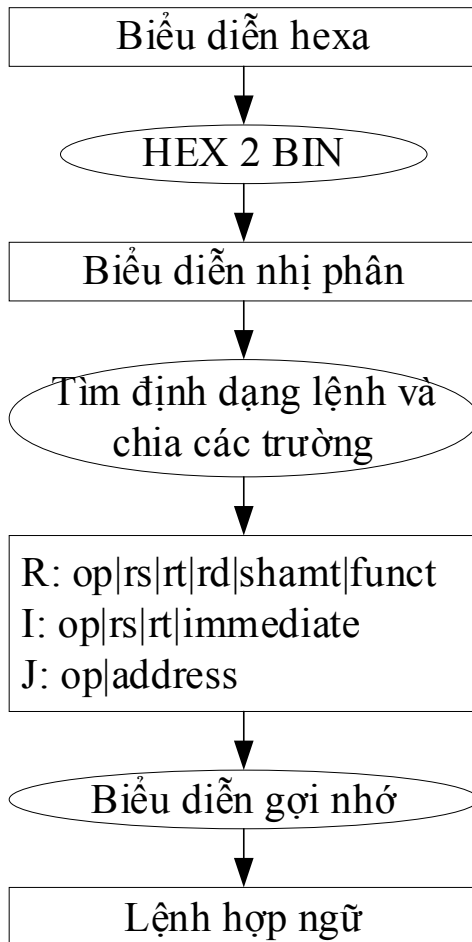 Biểu diễn hexa
HEX 2 BIN
Biểu diễn nhị phân
Tìm định dạng lệnh và
chia các trường
R: op|rs|rt|rd|shamt|funct
I: op|rs|rt|immediate
J: op|address
Biểu diễn gợi nhớ
Lệnh hợp ngữ